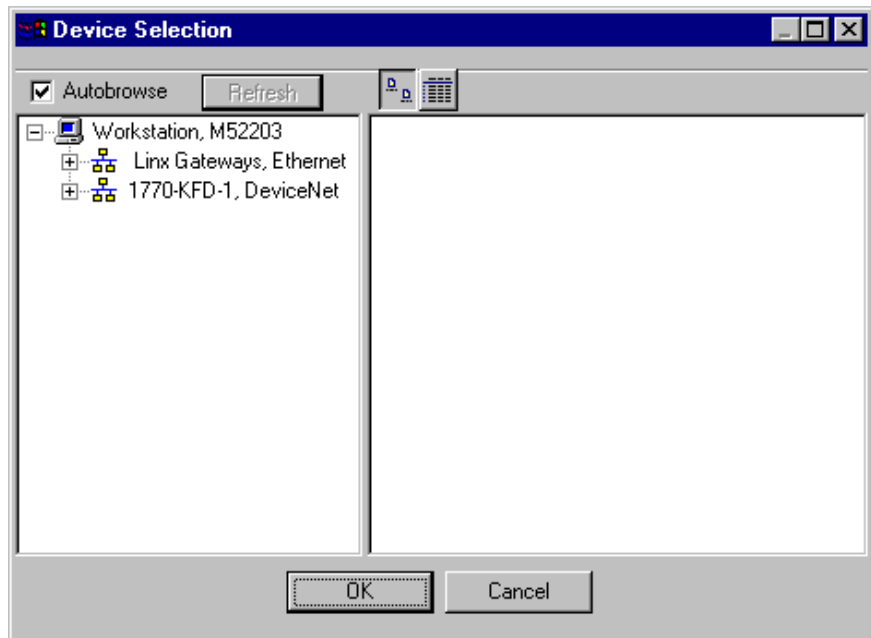 Device Selection
Autobrowse
Refresh
Workstation, M52203
Linx Gateways, Ethernet
1770-KFD-1, DeviceNet
OK
Cancel